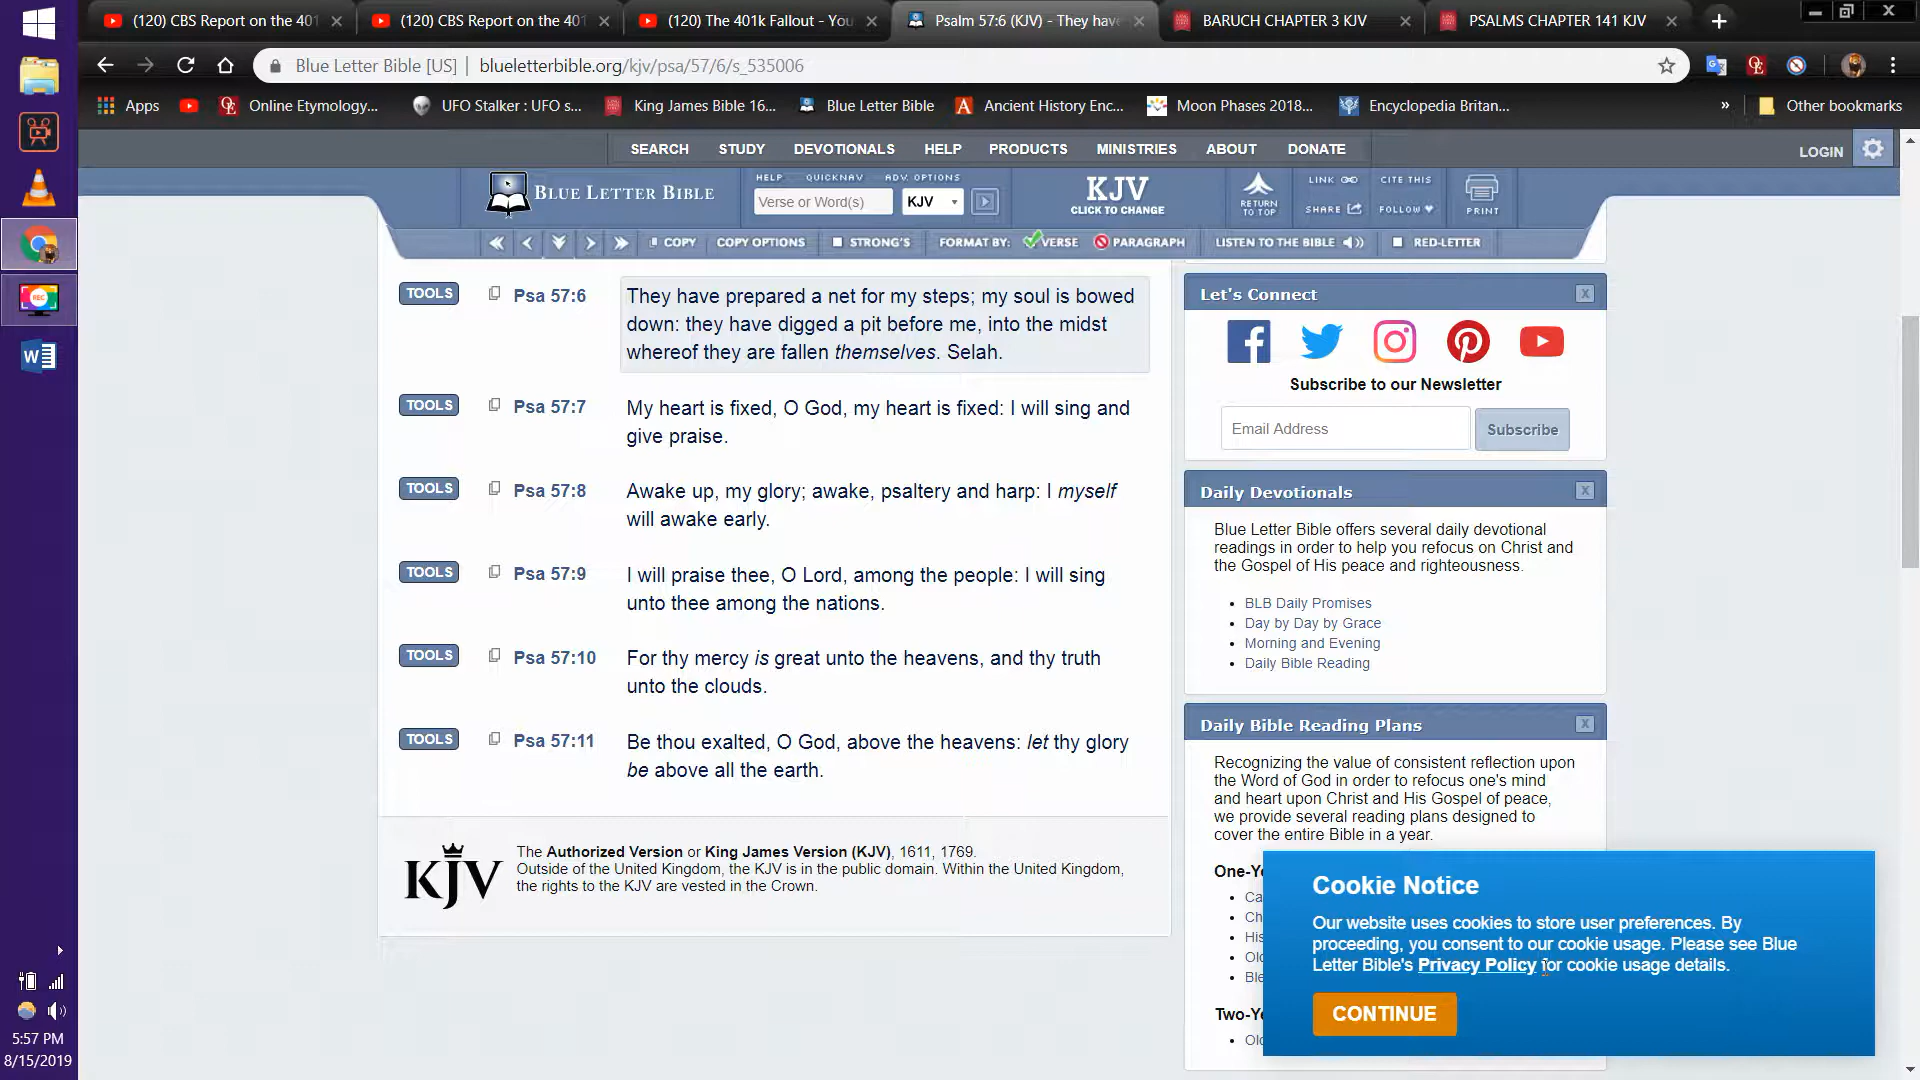 (120) CBS Report on the 401
(120) CBS Report on the 401
(120) The 401k Fallout - You
Psalm 57:6 (KJV) - They have
BARUCH CHAPTER 3 KJV
PSALMS CHAPTER 141 KJV
Blue Letter Bible [US] | blueletterbible.org/kjv/psa/57/6/s_535006
Apps
Online Etymology...
UFO Stalker : UFO s...
King James Bible 16...
Blue Letter Bible
Ancient History Enc...
Moon Phases 2018...
Encyclopedia Britan...
» Other bookmarks
SEARCH STUDY DEVOTIONALS HELP PRODUCTS MINISTRIES ABOUT DONATE
LOGIN
BLUE LETTER BIBLE
HELP QUICKNAV ADV. OPTIONS
Verse or Word(s) KJV
KJV
CLICK TO CHANGE
RETURN
TO TOP
LINK CITE THIS
SHARE FOLLOW
PRINT
COPY COPY OPTIONS STRONG'S FORMAT BY: VERSE PARAGRAPH LISTEN TO THE BIBLE RED-LETTER
TOOLS Psa 57:6 They have prepared a net for my steps; my soul is bowed
down: they have digged a pit before me, into the midst
whereof they are fallen themselves. Selah.
TOOLS Psa 57:7 My heart is fixed, O God, my heart is fixed: I will sing and
give praise.
TOOLS Psa 57:8 Awake up, my glory; awake, psaltery and harp: I myself
will awake early.
TOOLS Psa 57:9 I will praise thee, O Lord, among the people: I will sing
unto thee among the nations.
TOOLS Psa 57:10 For thy mercy is great unto the heavens, and thy truth
unto the clouds.
TOOLS Psa 57:11 Be thou exalted, O God, above the heavens: let thy glory
be above all the earth.
KJV
The Authorized Version or King James Version (KJV), 1611, 1769.
Outside of the United Kingdom, the KJV is in the public domain. Within the United Kingdom,
the rights to the KJV are vested in the Crown.
Let's Connect X
Subscribe to our Newsletter
Email Address Subscribe
Daily Devotionals X
Blue Letter Bible offers several daily devotional
readings in order to help you refocus on Christ and
the Gospel of His peace and righteousness.
• BLB Daily Promises
• Day by Day by Grace
• Morning and Evening
• Daily Bible Reading
Daily Bible Reading Plans X
Recognizing the value of consistent reflection upon
the Word of God in order to refocus one's mind
and heart upon Christ and His Gospel of peace,
we provide several reading plans designed to
cover the entire Bible in a year.
One-Ye
• Ca
• Ch
• His
• Old
• Ble
Two-Ye
• Old
Cookie Notice
Our website uses cookies to store user preferences. By
proceeding, you consent to our cookie usage. Please see Blue
Letter Bible's Privacy Policy for cookie usage details.
CONTINUE
REC
W
5:57 PM
8/15/2019